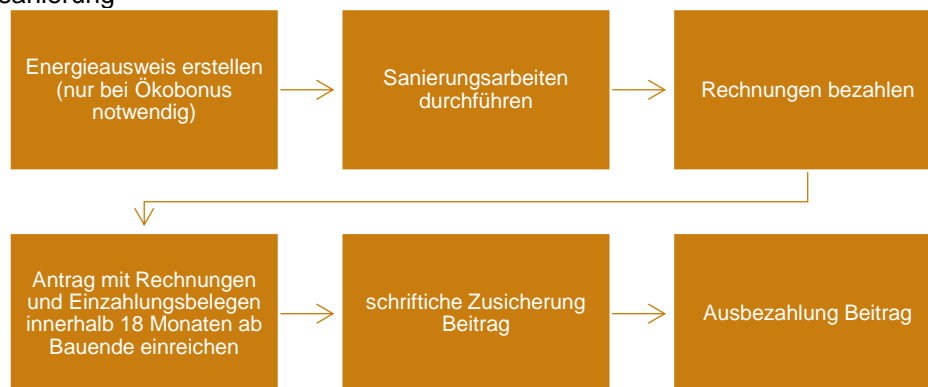 sanierung
Energieausweis erstellen
(nur bei Ökobonus
notwendig)
Sanierungsarbeiten
durchführen
Rechnungen bezahlen
Antrag mit Rechnungen
und Einzahlungsbelegen
innerhalb 18 Monaten ab
Bauende einreichen
schriftiche Zusicherung
Beitrag
Ausbezahlung Beitrag